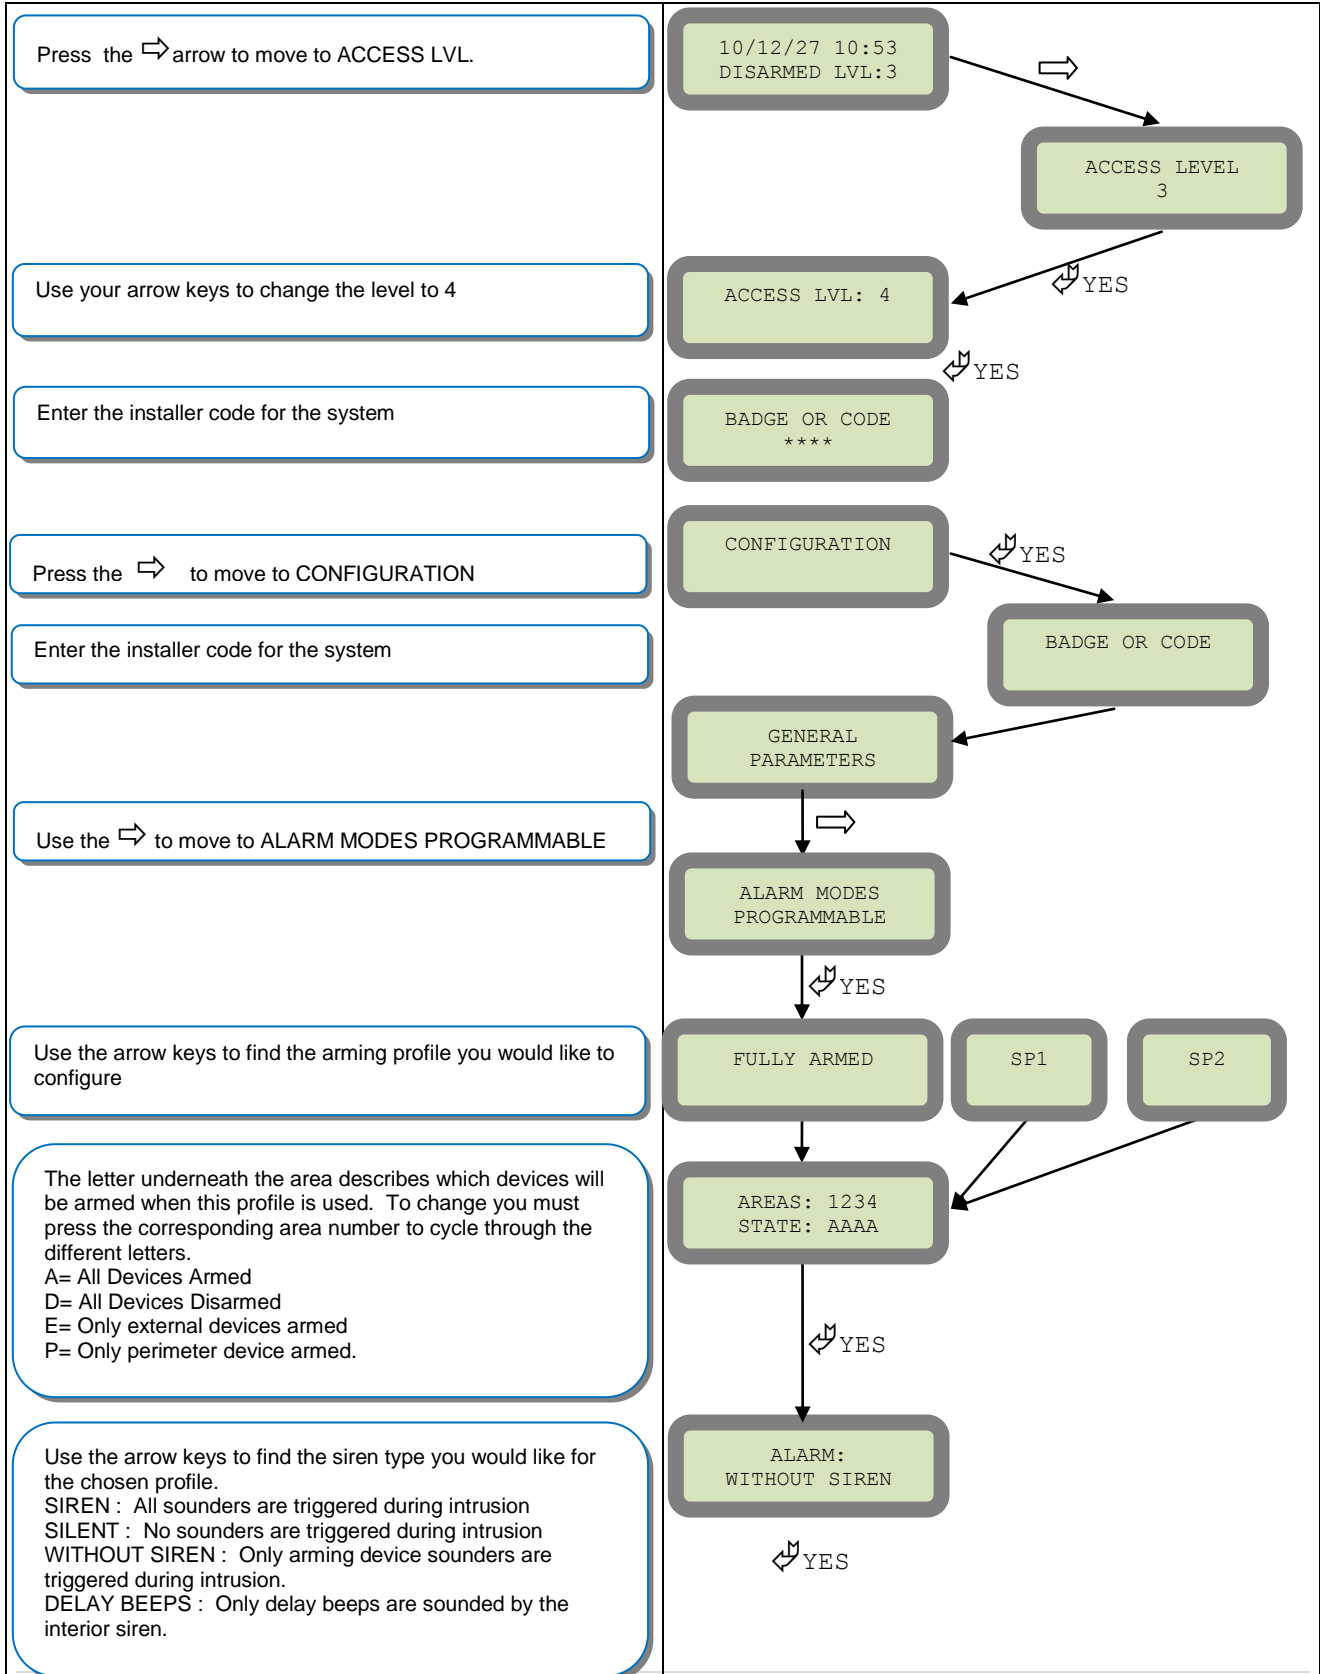 Press the ⇨ arrow to move to ACCESS LVL.
10/12/27 10:53
DISARMED LVL:3
⇨
ACCESS LEVEL
3
YES
Use your arrow keys to change the level to 4
ACCESS LVL: 4
YES
Enter the installer code for the system
BADGE OR CODE
****
Press the ⇨ to move to CONFIGURATION
CONFIGURATION
YES
Enter the installer code for the system
BADGE OR CODE
GENERAL
PARAMETERS
Use the ⇨ to move to ALARM MODES PROGRAMMABLE
⇨
ALARM MODES
PROGRAMMABLE
YES
Use the arrow keys to find the arming profile you would like to
configure
FULLY ARMED
SP1
SP2
The letter underneath the area describes which devices will
be armed when this profile is used. To change you must
press the corresponding area number to cycle through the
different letters.
A= All Devices Armed
D= All Devices Disarmed
E= Only external devices armed
P= Only perimeter device armed.
AREAS: 1234
STATE: AAAA
YES
Use the arrow keys to find the siren type you would like for
the chosen profile.
SIREN : All sounders are triggered during intrusion
SILENT : No sounders are triggered during intrusion
WITHOUT SIREN : Only arming device sounders are
triggered during intrusion.
DELAY BEEPS : Only delay beeps are sounded by the
interior siren.
ALARM:
WITHOUT SIREN
YES